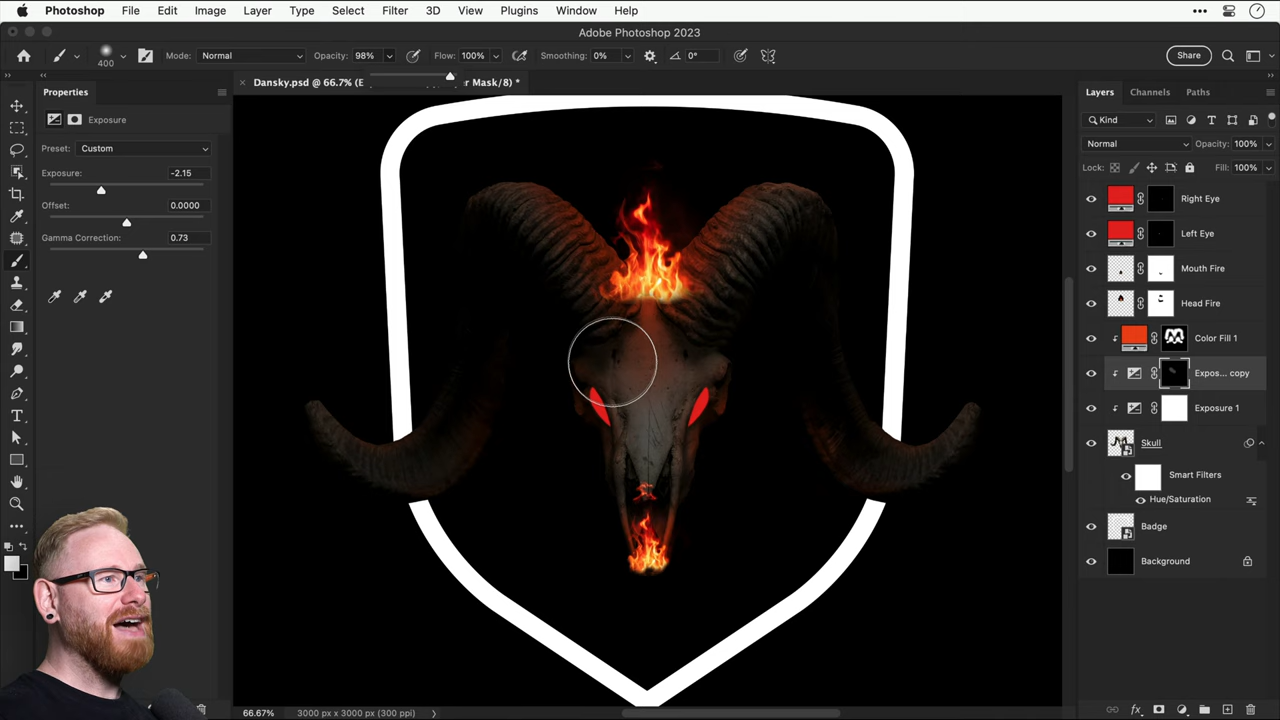 Photoshop File Edit Image Layer Type Select Filter 3D View Plugins Window Help
Adobe Photoshop 2023
400 Mode: Normal Opacity: 98% Flow: 100% Smoothing: 0% 0° Share
Dansky.psd @ 66.7% (E r Mask/8) *
Properties
Exposure
Preset: Custom
Exposure: -2.15
Offset: 0.0000
Gamma Correction: 0.73
Layers Channels Paths
Kind
Normal Opacity: 100%
Lock: Fill: 100%
Right Eye
Left Eye
Mouth Fire
Head Fire
Color Fill 1
Expos... copy
Exposure 1
Skull
Smart Filters
Hue/Saturation
Badge
Background
66.67% 3000 px x 3000 px (300 ppi)